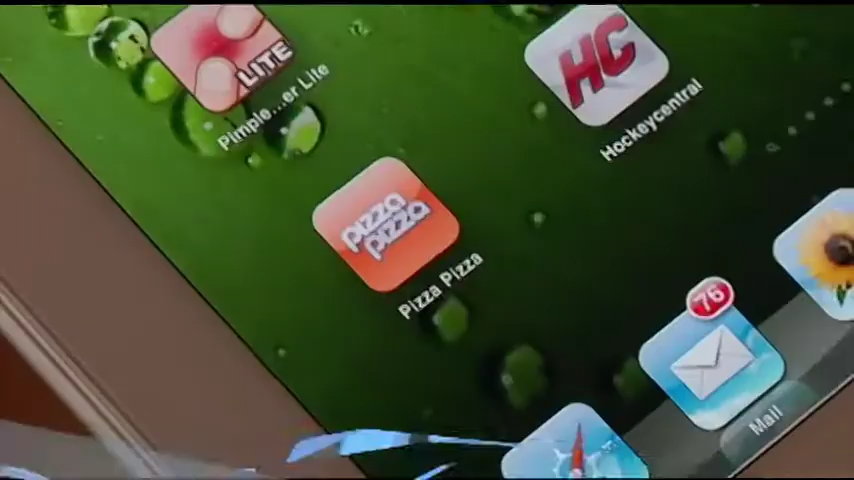 LITE
Pimple...er Lite
HC
Hockeycentral
pizza
pizza
Pizza Pizza
76
Mail